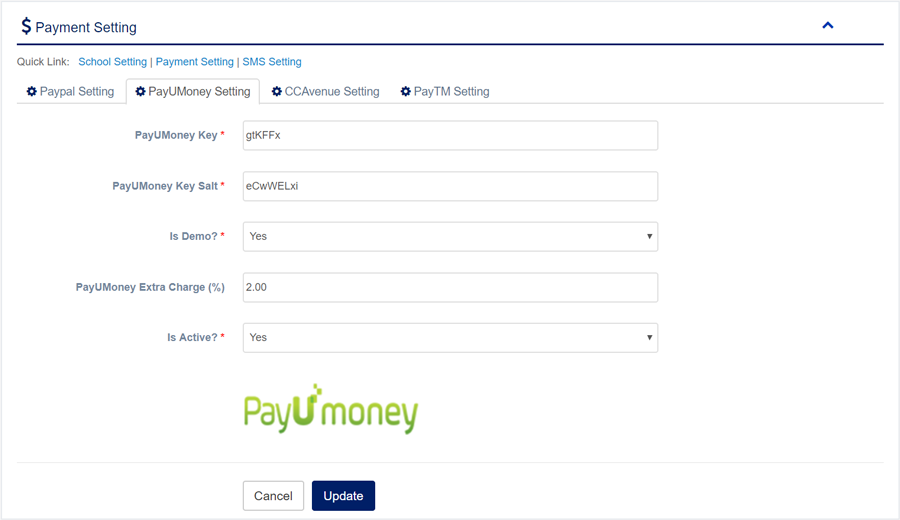 $ Payment Setting
Quick Link: School Setting | Payment Setting | SMS Setting
Paypal Setting PayUMoney Setting CCAvenue Setting PayTM Setting
PayUMoney Key * gtKFFx
PayUMoney Key Salt * eCwWELxi
Is Demo? * Yes
PayUMoney Extra Charge (%) 2.00
Is Active? * Yes
PayUmoney
Cancel Update